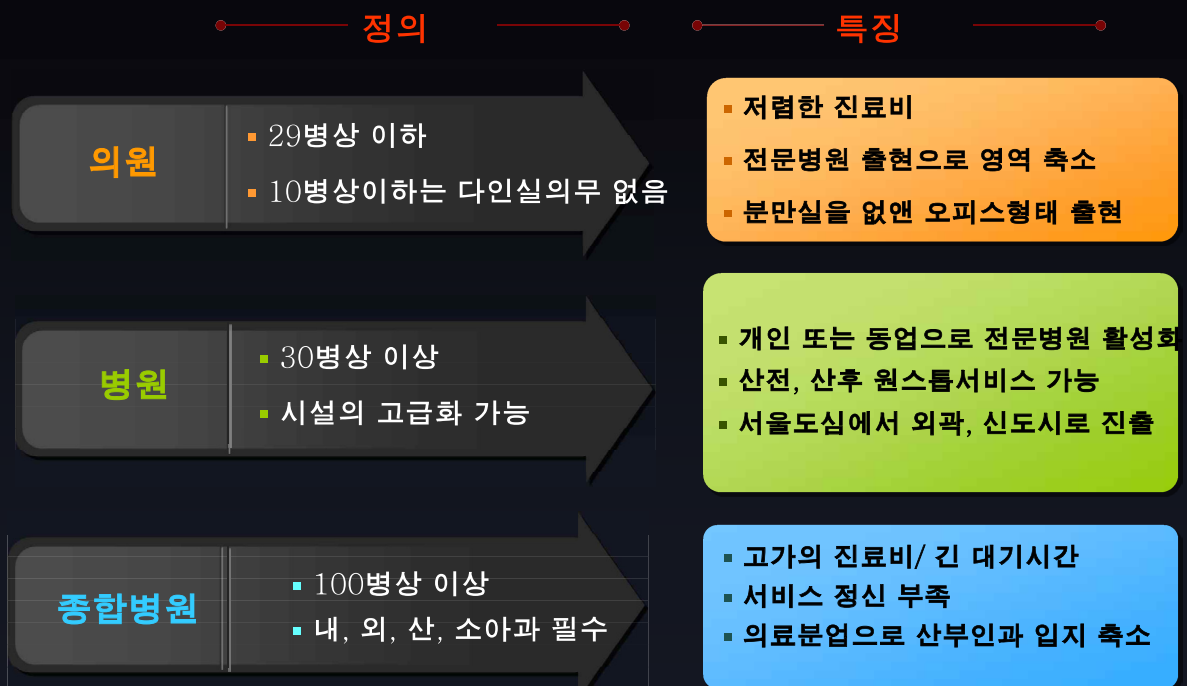 정의
특징
의원
29병상 이하
10병상이하는 다인실의무 없음
저렴한 진료비
전문병원 출현으로 영역 축소
분만실을 없앤 오피스형태 출현
병원
30병상 이상
시설의 고급화 가능
개인 또는 동업으로 전문병원 활성화
산전, 산후 원스톱서비스 가능
서울도심에서 외곽, 신도시로 진출
종합병원
100병상 이상
내, 외, 산, 소아과 필수
고가의 진료비/ 긴 대기시간
서비스 정신 부족
의료분업으로 산부인과 입지 축소